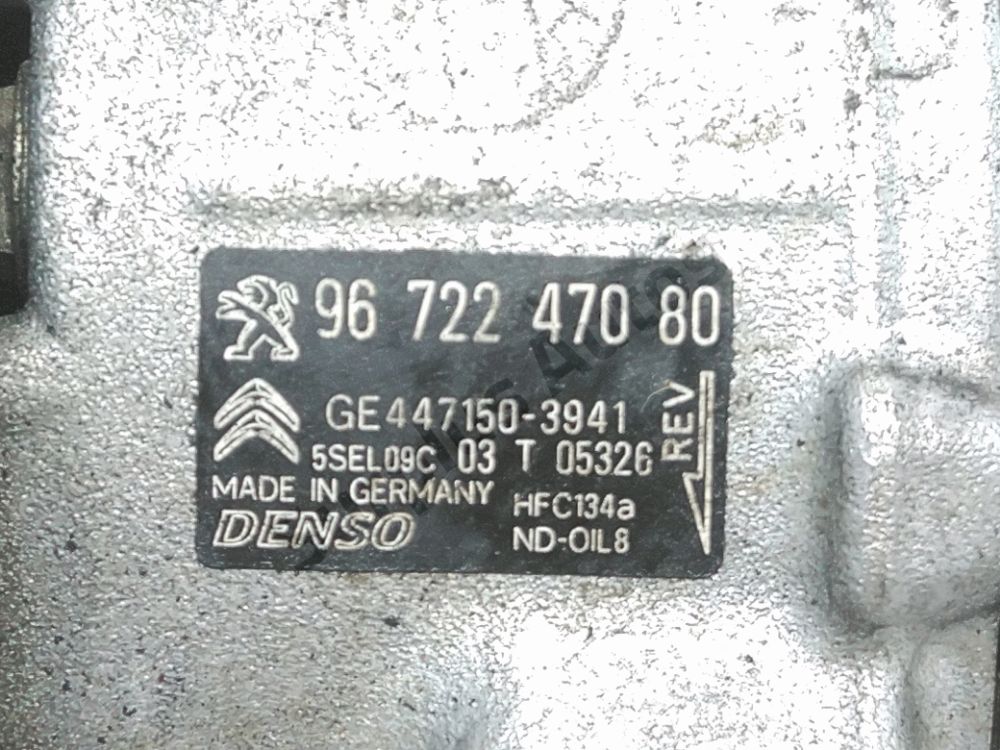 96 722 470 80
GE447150-3941
5SEL09C 03 T 05326
REV
MADE IN GERMANY
HFC134a
DENSO
ND-OIL8